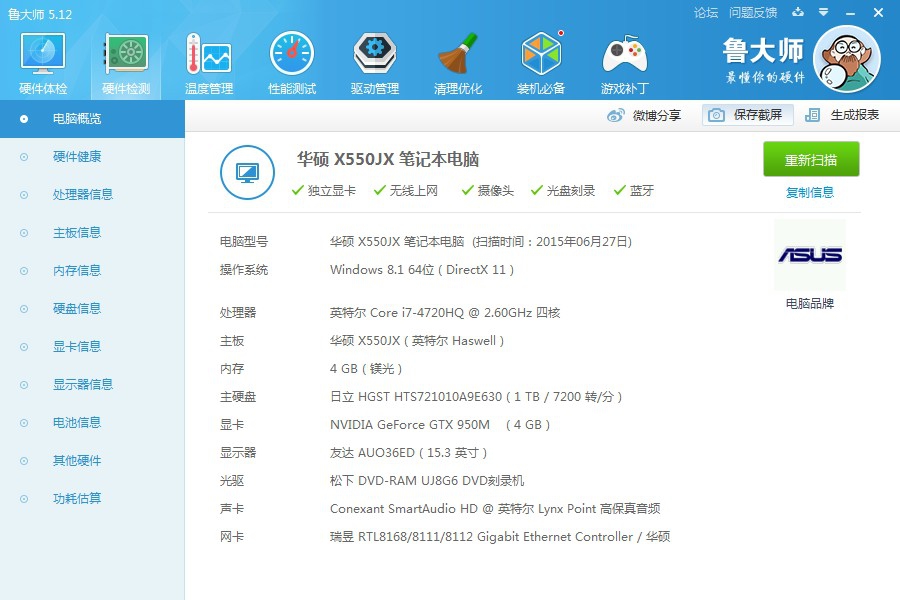 鲁大师 5.12
论坛 问题反馈
硬件体检 硬件检测 温度管理 性能测试 驱动管理 清理优化 装机必备 游戏补丁
鲁大师
最懂你的硬件
电脑概览
硬件健康
处理器信息
主板信息
内存信息
硬盘信息
显卡信息
显示器信息
电池信息
其他硬件
功耗估算
微博分享 保存截屏 生成报表
华硕 X550JX 笔记本电脑
独立显卡 无线上网 摄像头 光盘刻录 蓝牙
重新扫描
复制信息
ASUS
电脑品牌
电脑型号 华硕 X550JX 笔记本电脑 (扫描时间：2015年06月27日)
操作系统 Windows 8.1 64位 ( DirectX 11 )
处理器 英特尔 Core i7-4720HQ @ 2.60GHz 四核
主板 华硕 X550JX ( 英特尔 Haswell )
内存 4 GB ( 镁光 )
主硬盘 日立 HGST HTS721010A9E630 ( 1 TB / 7200 转/分 )
显卡 NVIDIA GeForce GTX 950M ( 4 GB )
显示器 友达 AUO36ED ( 15.3 英寸 )
光驱 松下 DVD-RAM UJ8G6 DVD刻录机
声卡 Conexant SmartAudio HD @ 英特尔 Lynx Point 高保真音频
网卡 瑞昱 RTL8168/8111/8112 Gigabit Ethernet Controller / 华硕